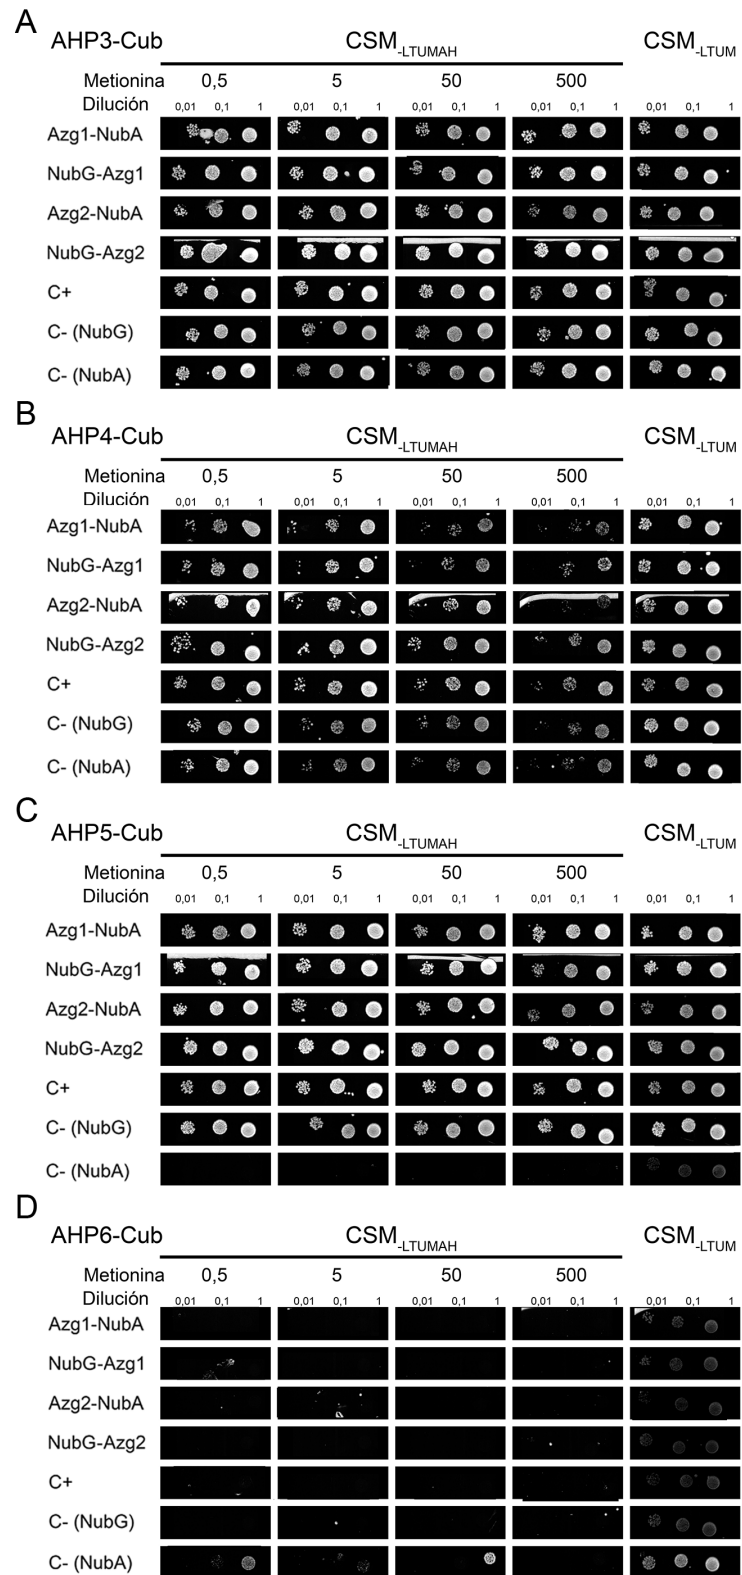 A
AHP3-Cub CSM-LTUMAH CSM-LTUM
Metionina 0,5 5 50 500
Dilución 0,01 0,1 1 0,01 0,1 1 0,01 0,1 1 0,01 0,1 1 0,01 0,1 1
Azg1-NubA
NubG-Azg1
Azg2-NubA
NubG-Azg2
C+
C- (NubG)
C- (NubA)
B
AHP4-Cub CSM-LTUMAH CSM-LTUM
Metionina 0,5 5 50 500
Dilución 0,01 0,1 1 0,01 0,1 1 0,01 0,1 1 0,01 0,1 1 0,01 0,1 1
Azg1-NubA
NubG-Azg1
Azg2-NubA
NubG-Azg2
C+
C- (NubG)
C- (NubA)
C
AHP5-Cub CSM-LTUMAH CSM-LTUM
Metionina 0,5 5 50 500
Dilución 0,01 0,1 1 0,01 0,1 1 0,01 0,1 1 0,01 0,1 1 0,01 0,1 1
Azg1-NubA
NubG-Azg1
Azg2-NubA
NubG-Azg2
C+
C- (NubG)
C- (NubA)
D
AHP6-Cub CSM-LTUMAH CSM-LTUM
Metionina 0,5 5 50 500
Dilución 0,01 0,1 1 0,01 0,1 1 0,01 0,1 1 0,01 0,1 1 0,01 0,1 1
Azg1-NubA
NubG-Azg1
Azg2-NubA
NubG-Azg2
C+
C- (NubG)
C- (NubA)